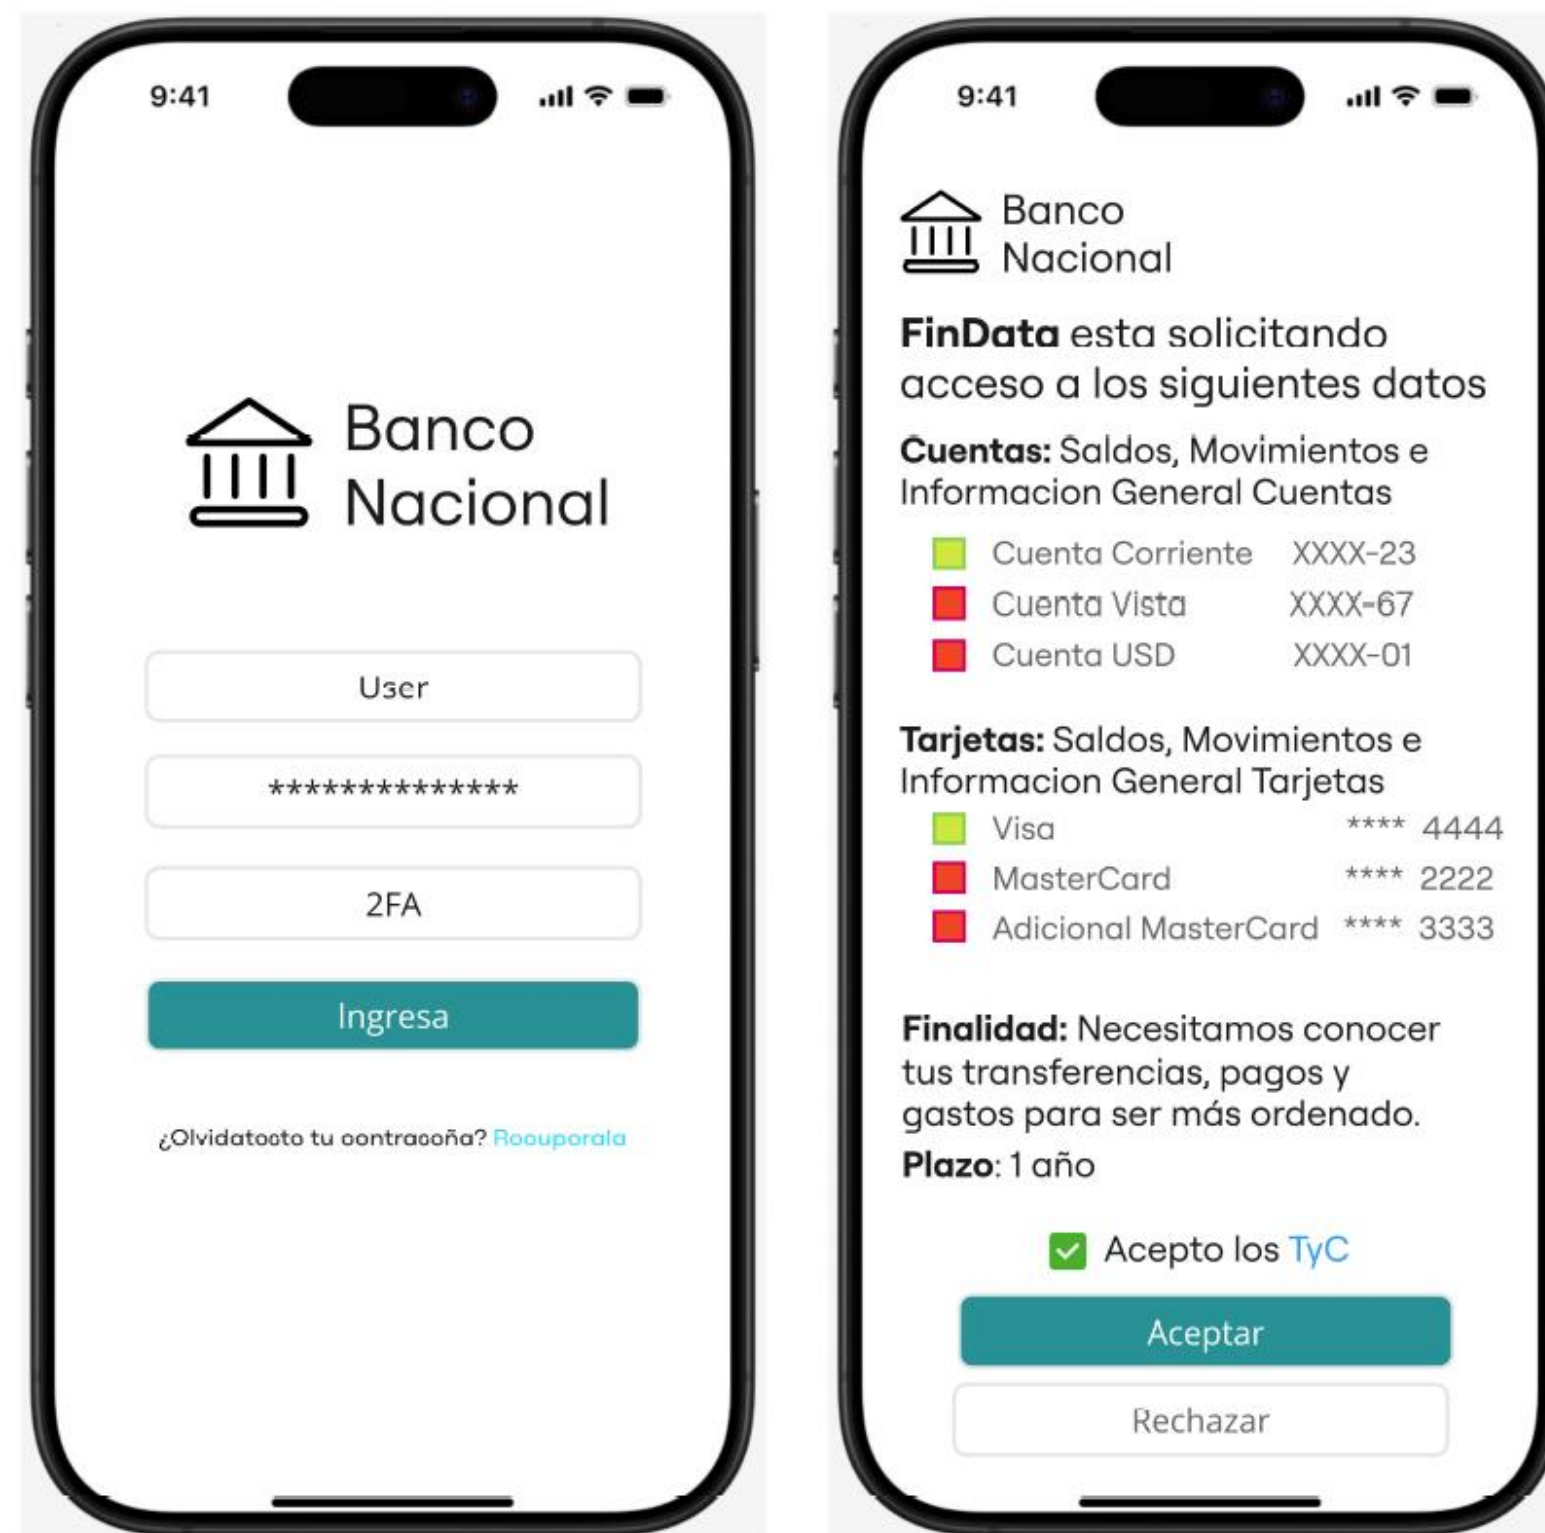 9:41
Banco
Nacional
User
**************
2FA
Ingresa
tu
9:41
Banco
Nacional
FinData esta solicitando
acceso a los siguientes datos
Cuentas: Saldos, Movimientos e
Informacion General Cuentas
Cuenta Corriente XXXX-23
Cuenta Vista XXXX-67
Cuenta USD XXXX-01
Tarjetas: Saldos, Movimientos e
Informacion General Tarjetas
Visa **** 4444
MasterCard **** 2222
Adicional MasterCard **** 3333
Finalidad: Necesitamos conocer
tus transferencias, pagos y
gastos para ser más ordenado.
Plazo: 1 año
Acepto los TyC
Aceptar
Rechazar